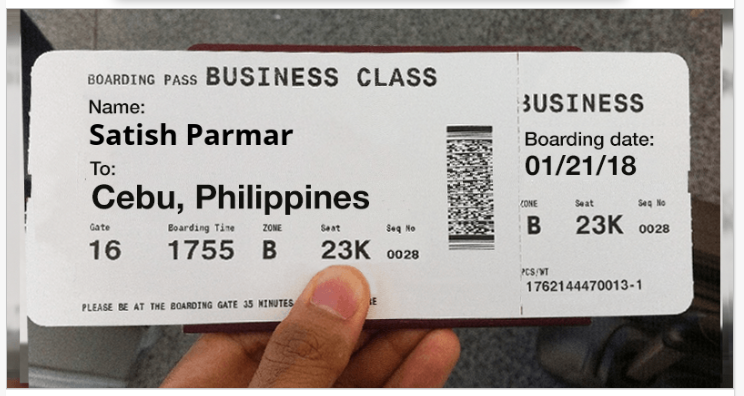 BOARDING PASS BUSINESS CLASS
Name:
Satish Parmar
To:
Cebu, Philippines
Gate Boarding Time ZONE Seat Seq No
16 1755 B 23K 0028
PLEASE BE AT THE BOARDING GATE 35 MINUTES
BUSINESS
Boarding date:
01/21/18
ZONE Seat Seq No
B 23K 0028
PCS/WT
1762144470013-1